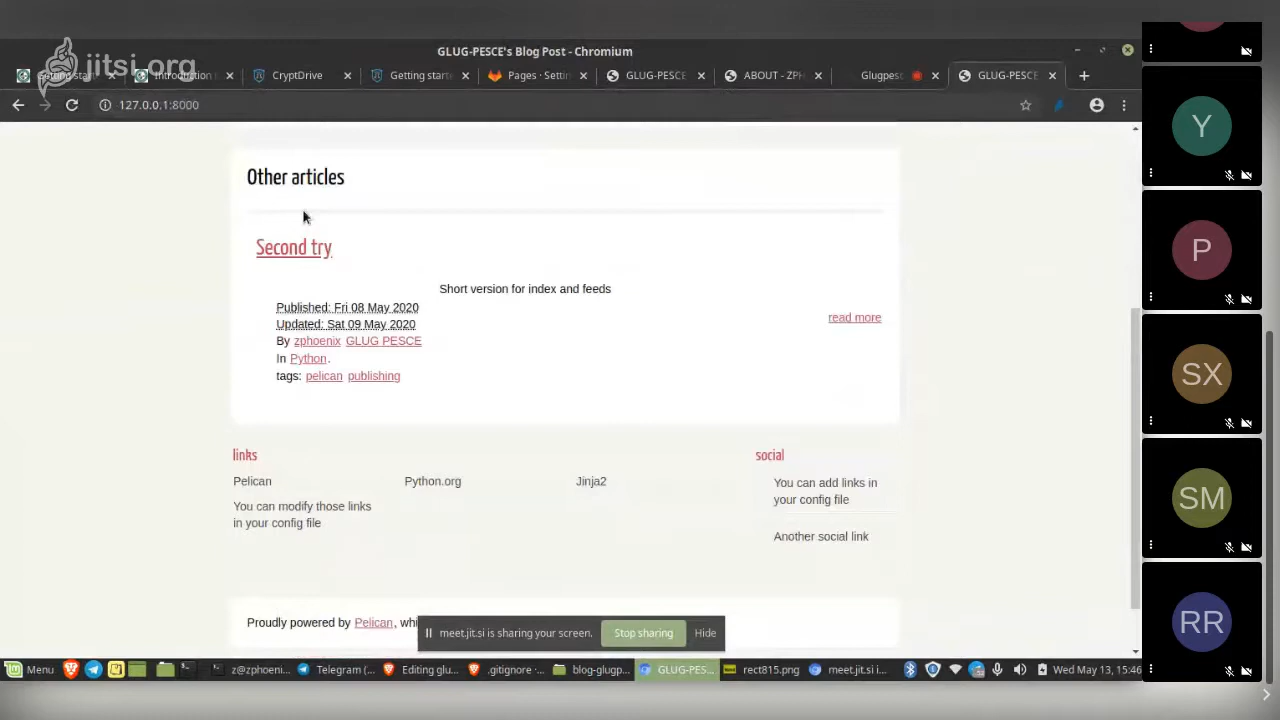 jitsi.org
GLUG-PESCE's Blog Post - Chromium
Getting start
Introduction
CryptDrive
Getting starte
Pages · Settin
GLUG-PESCE
ABOUT - ZPH
Glugpesc
GLUG-PESCE
127.0.0.1:8000
Other articles
Second try
Short version for index and feeds
Published: Fri 08 May 2020
read more
Updated: Sat 09 May 2020
By zphoenix GLUG PESCE
In Python.
tags: pelican publishing
links
social
Pelican
Python.org
Jinja2
You can add links in
your config file
You can modify those links
in your config file
Another social link
Proudly powered by Pelican, whi
meet.jit.si is sharing your screen.
Stop sharing
Hide
Menu
z@zphoeni...
Telegram (...
Editing glu...
.gitignore ·...
blog-glugp...
GLUG-PES...
rect815.png
meet.jit.si i...
Wed May 13, 15:46
Y
P
SX
SM
RR